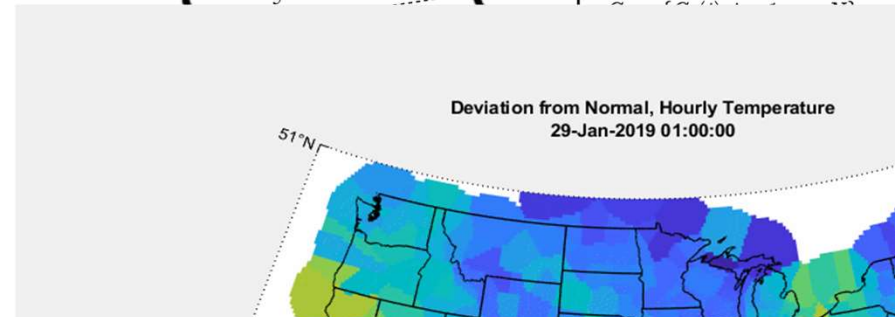 Deviation from Normal, Hourly Temperature
29-Jan-2019 01:00:00
51°N